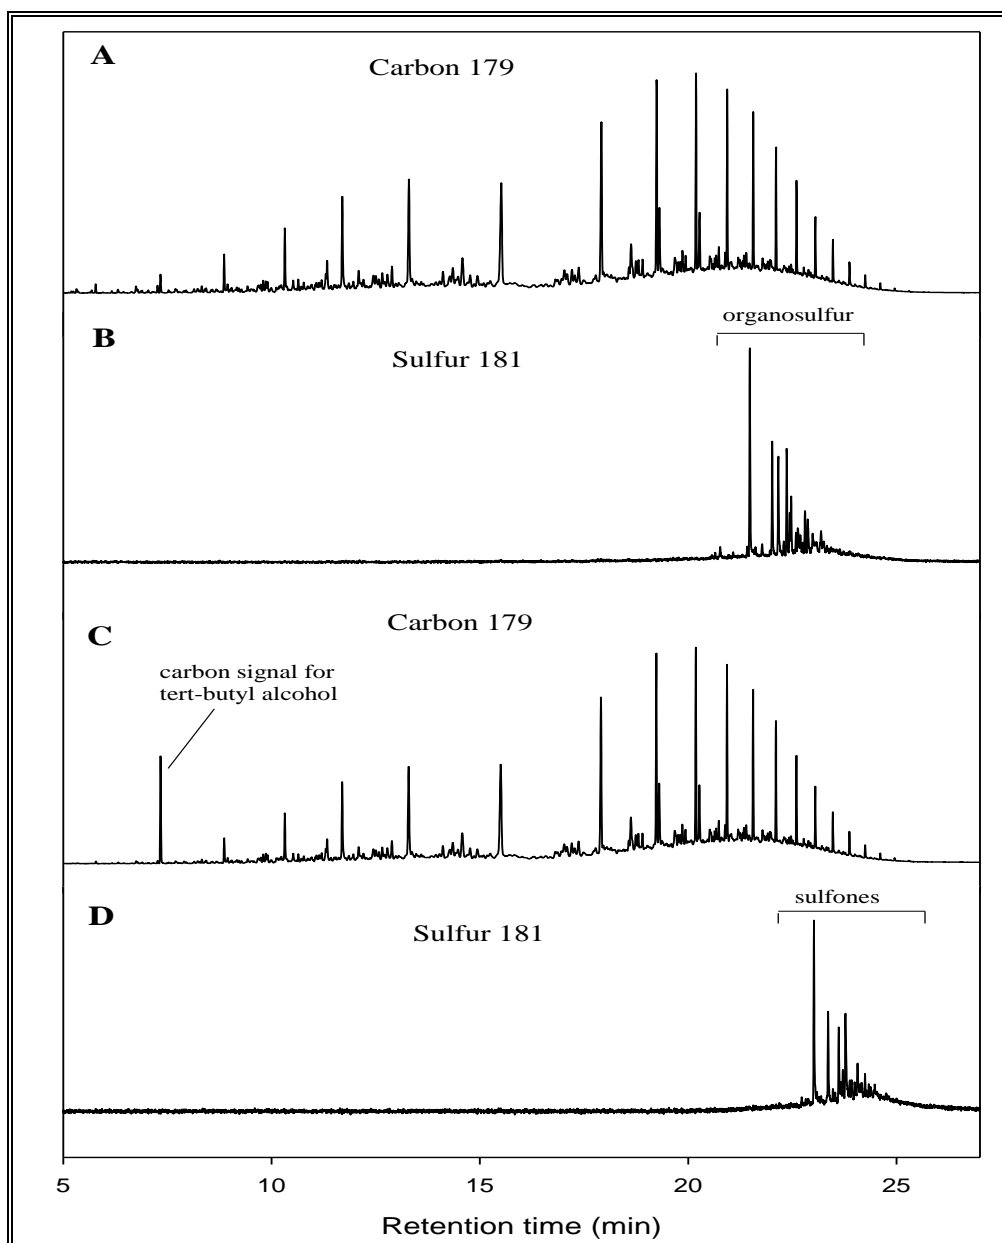 A
Carbon 179
organosulfur
B
Sulfur 181
C
Carbon 179
carbon signal for
tert-butyl alcohol
sulfones
D
Sulfur 181
5 10 15 20 25
Retention time (min)